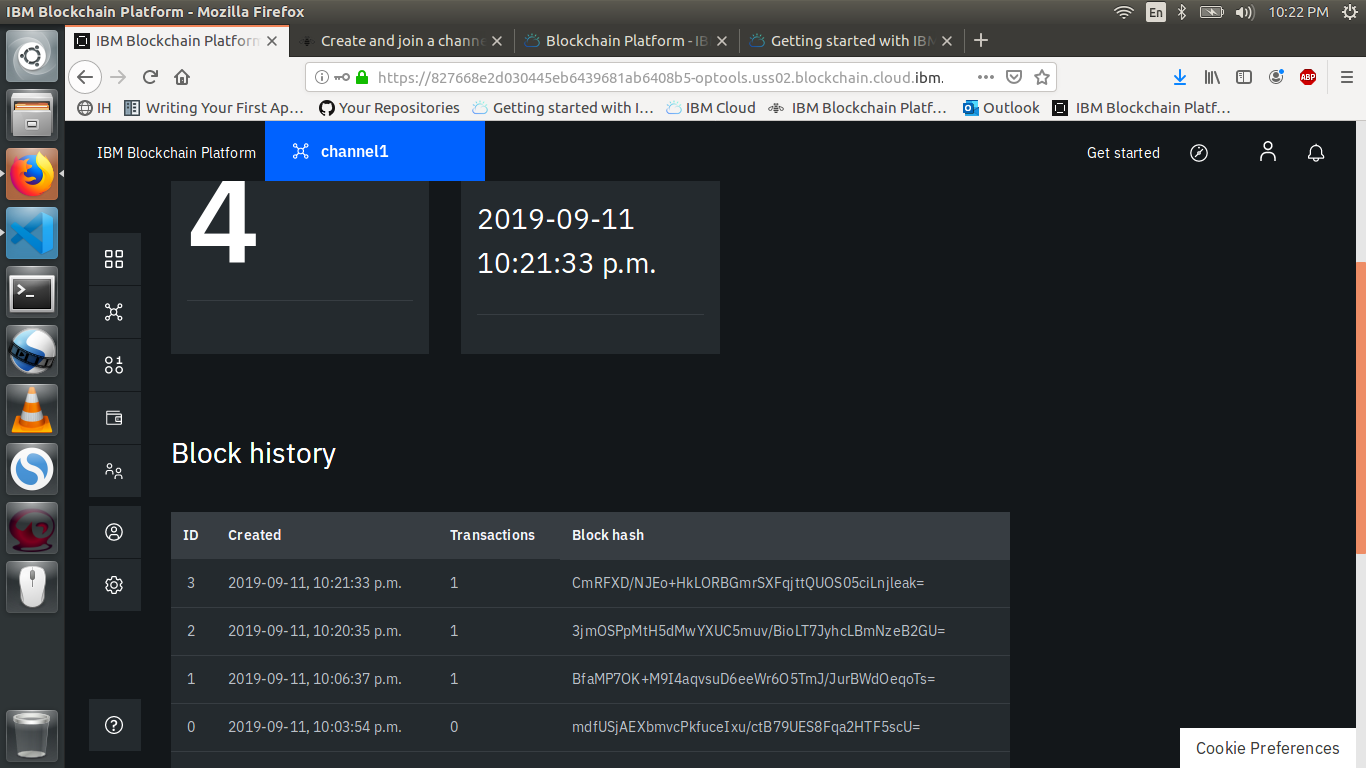 IBM Blockchain Platform - Mozilla Firefox
En
10:22 PM
IBM Blockchain Platform
Create and join a channe
Blockchain Platform - IB
Getting started with IBM
https://827668e2d030445eb6439681ab6408b5-optools.uss02.blockchain.cloud.ibm.
ABP
IH
Writing Your First Ap...
Your Repositories
Getting started with I...
IBM Cloud
IBM Blockchain Platf...
Outlook
IBM Blockchain Platf...
IBM Blockchain Platform
channel1
Get started
4
2019-09-11
10:21:33 p.m.
Block history
ID Created Transactions Block hash
3 2019-09-11, 10:21:33 p.m. 1 CmRFXD/NJEo+HkLORBGmrSXFqjttQUOS05ciLnjleak=
2 2019-09-11, 10:20:35 p.m. 1 3jmOSPpMtH5dMwYXUC5muv/BioLT7JyhcLBmNzeB2GU=
1 2019-09-11, 10:06:37 p.m. 1 BfaMP7OK+M9I4aqvsuD6eeWr6O5TmJ/JurBWdOeqoTs=
0 2019-09-11, 10:03:54 p.m. 0 mdfUSjAEXbmvcPkfuceIxu/ctB79UES8Fqa2HTF5scU=
Cookie Preferences